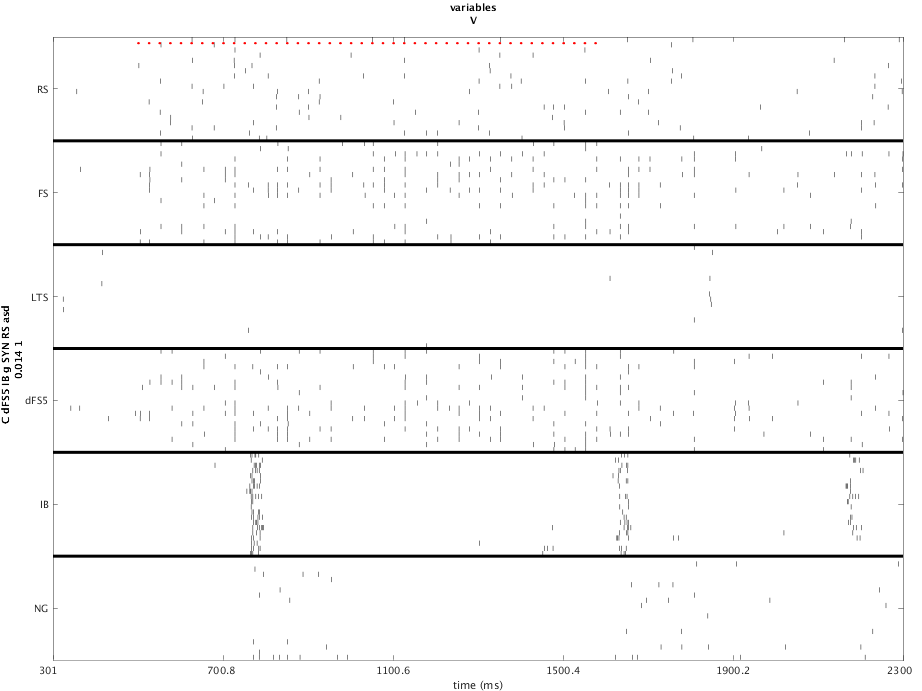 variables
V
RS
FS
LTS
dFS5
IB
NG
C dFS5 IB g SYN RS asd
0.014 1
301
700.8
1100.6
1500.4
1900.2
2300
time (ms)